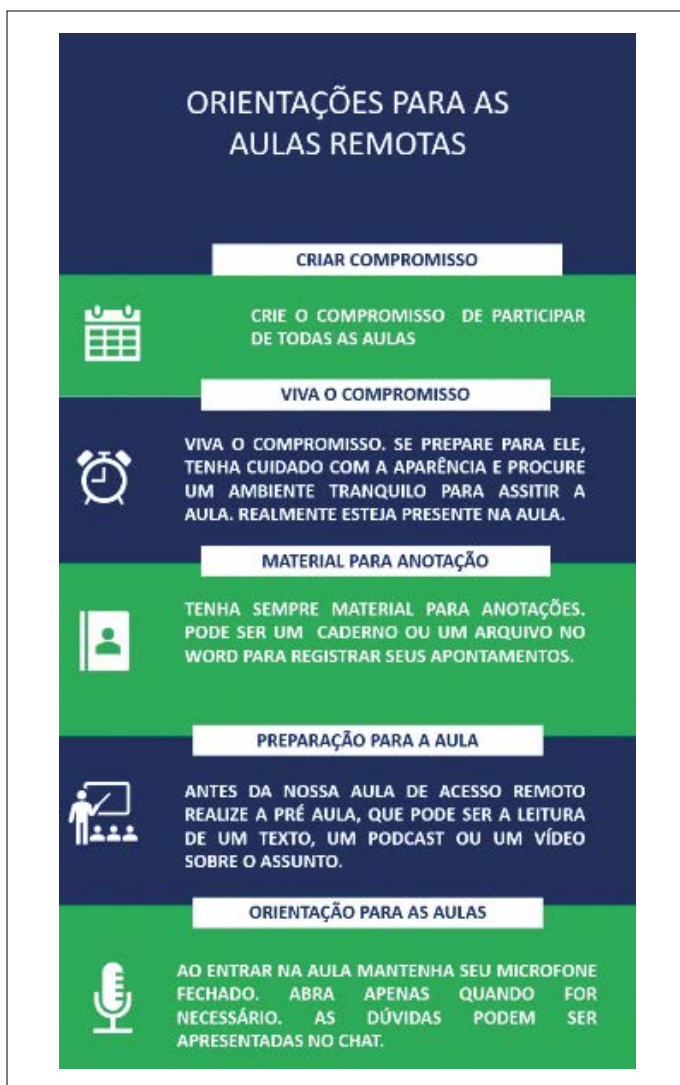 ORIENTAÇÕES PARA AS
AULAS REMOTAS
CRIAR COMPROMISSO
CRIE O COMPROMISSO DE PARTICIPAR
DE TODAS AS AULAS
VIVA O COMPROMISSO
VIVA O COMPROMISSO. SE PREPARE PARA ELE,
TENHA CUIDADO COM A APARÊNCIA E PROCURE
UM AMBIENTE TRANQUILO PARA ASSITIR A
AULA. REALMENTE ESTEJA PRESENTE NA AULA.
MATERIAL PARA ANOTAÇÃO
TENHA SEMPRE MATERIAL PARA ANOTAÇÕES.
PODE SER UM CADERNO OU UM ARQUIVO NO
WORD PARA REGISTRAR SEUS APONTAMENTOS.
PREPARAÇÃO PARA A AULA
ANTES DA NOSSA AULA DE ACESSO REMOTO
REALIZE A PRÉ AULA, QUE PODE SER A LEITURA
DE UM TEXTO, UM PODCAST OU UM VÍDEO
SOBRE O ASSUNTO.
ORIENTAÇÃO PARA AS AULAS
AO ENTRAR NA AULA MANTENHA SEU MICROFONE
FECHADO. ABRA APENAS QUANDO FOR
NECESSÁRIO. AS DÚVIDAS PODEM SER
APRESENTADAS NO CHAT.